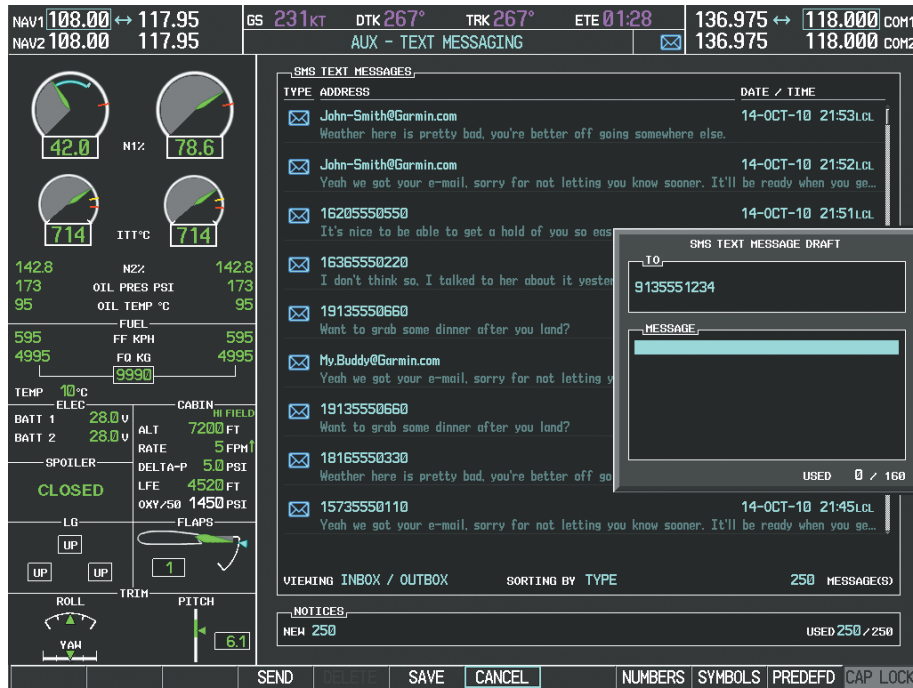 NAV1 108.00 ↔ 117.95 GS 231KT DTK 267° TRK 267° ETE 01:28 136.975 ↔ 118.000 COM1
NAV2 108.00 117.95 AUX - TEXT MESSAGING 136.975 118.000 COM2
42.0 N1% 78.6
714 ITT°C 714
142.8 N2% 142.8
173 OIL PRES PSI 173
95 OIL TEMP °C 95
FUEL
595 FF KPH 595
4995 FQ KG 4995
9990
TEMP 10°C
ELEC
BATT 1 28.0 V
BATT 2 28.0 V
SPOILER
CLOSED
CABIN
HI FIELD
ALT 7200 FT
RATE 5 FPM↑
DELTA-P 5.0 PSI
LFE 4520 FT
OXY/50 1450 PSI
LG
UP
UP UP
FLAPS
1
TRIM
ROLL PITCH
YAW 6.1
SMS TEXT MESSAGES
TYPE ADDRESS DATE / TIME
John-Smith@Garmin.com 14-OCT-10 21:53LCL
Weather here is pretty bad, you're better off going somewhere else.
John-Smith@Garmin.com 14-OCT-10 21:52LCL
Yeah we got your e-mail, sorry for not letting you know sooner. It'll be ready when you ge...
16205550550 14-OCT-10 21:51LCL
It's nice to be able to get a hold of you so eas
16365550220
I don't think so, I talked to her about it yester
19135550660
Want to grab some dinner after you land?
My.Buddy@Garmin.com
Yeah we got your e-mail, sorry for not letting y
19135550660
Want to grab some dinner after you land?
18165550330
Weather here is pretty bad, you're better off go
15735550110 14-OCT-10 21:45LCL
Yeah we got your e-mail, sorry for not letting you know sooner. It'll be ready when you ge...
VIEWING INBOX / OUTBOX SORTING BY TYPE 250 MESSAGE(S)
NOTICES
NEW 250 USED 250/250
SMS TEXT MESSAGE DRAFT
TO
9135551234
MESSAGE
USED 0 / 160
SEND DELETE SAVE CANCEL NUMBERS SYMBOLS PREDEFD CAP LOCK